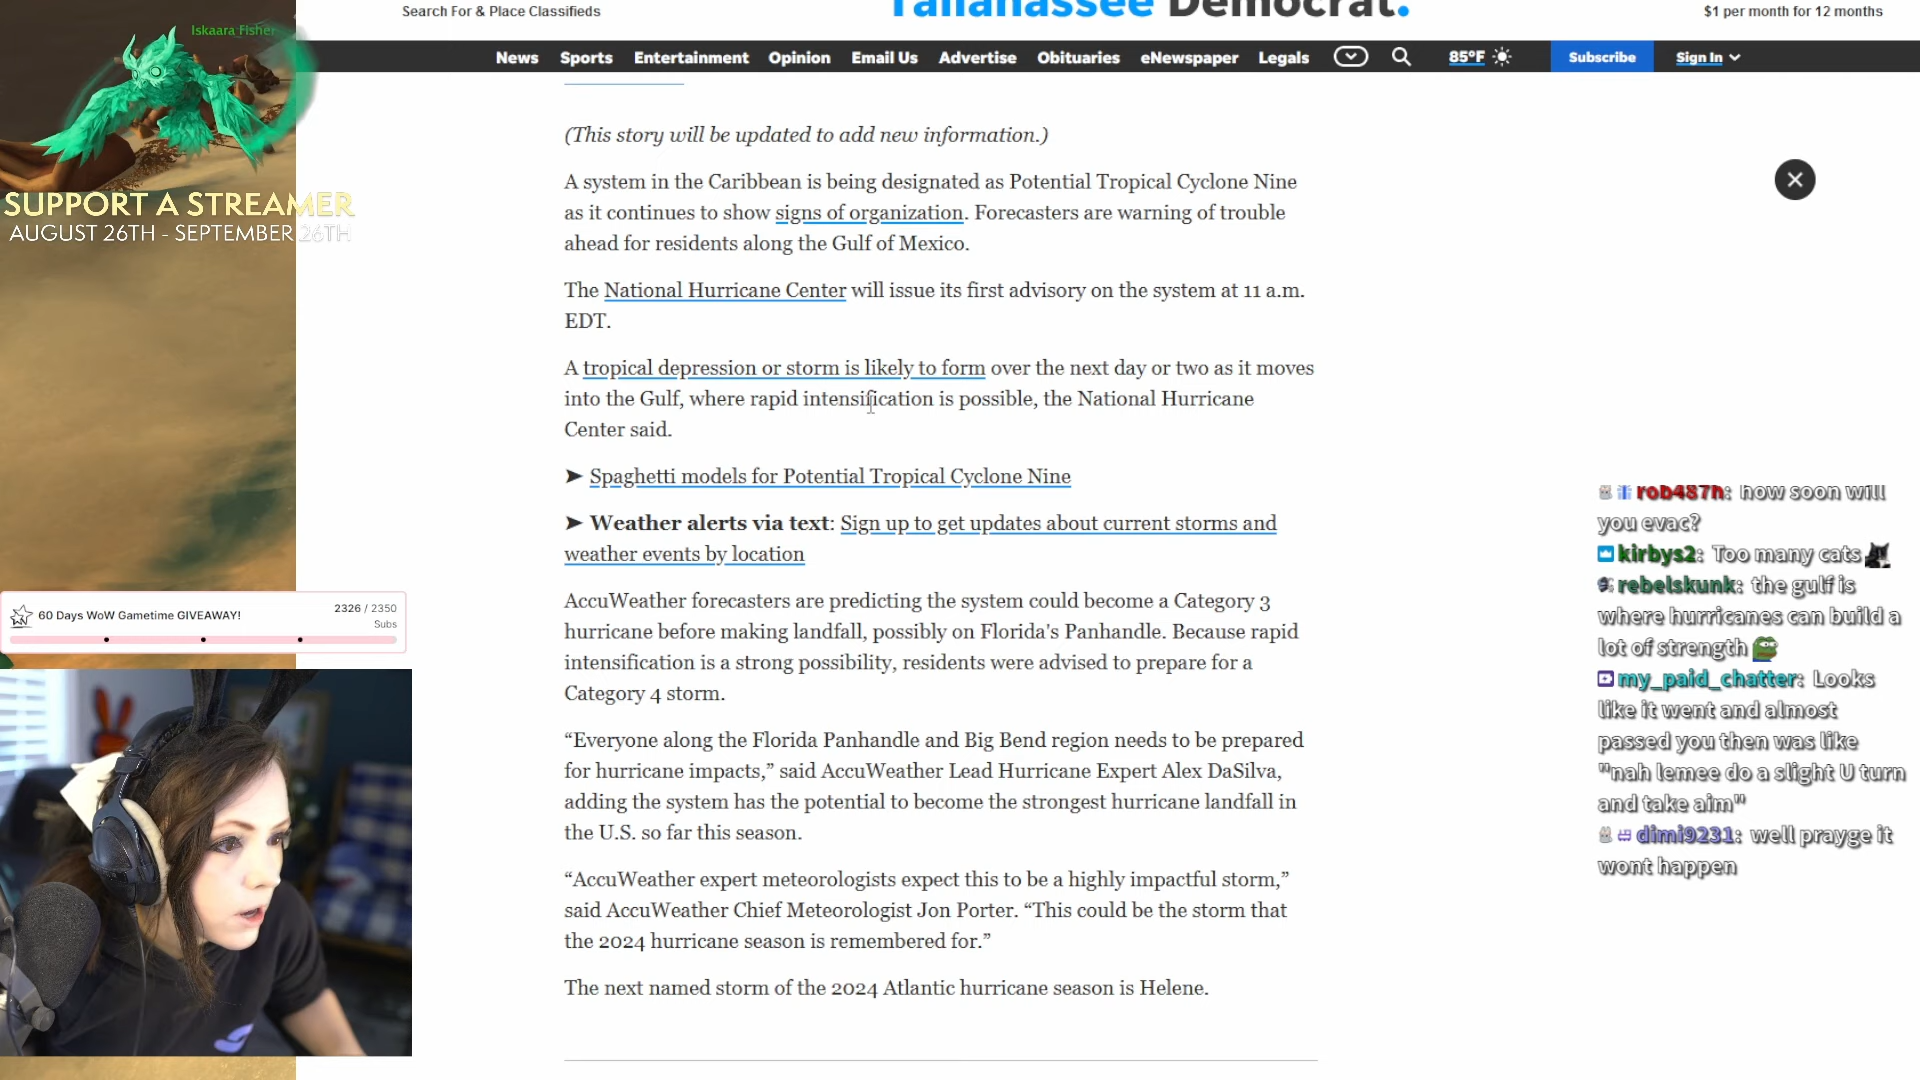 Search For & Place Classifieds
Tallahassee Democrat.
$1 per month for 12 months
Iskaara_Fisher
News Sports Entertainment Opinion Email Us Advertise Obituaries eNewspaper Legals 85°F Subscribe Sign In
(This story will be updated to add new information.)
A system in the Caribbean is being designated as Potential Tropical Cyclone Nine
as it continues to show signs of organization. Forecasters are warning of trouble
ahead for residents along the Gulf of Mexico.
SUPPORT A STREAMER
AUGUST 26TH - SEPTEMBER 26TH
The National Hurricane Center will issue its first advisory on the system at 11 a.m.
EDT.
A tropical depression or storm is likely to form over the next day or two as it moves
into the Gulf, where rapid intensification is possible, the National Hurricane
Center said.
➤ Spaghetti models for Potential Tropical Cyclone Nine
➤ Weather alerts via text: Sign up to get updates about current storms and
weather events by location
AccuWeather forecasters are predicting the system could become a Category 3
hurricane before making landfall, possibly on Florida's Panhandle. Because rapid
intensification is a strong possibility, residents were advised to prepare for a
Category 4 storm.
“Everyone along the Florida Panhandle and Big Bend region needs to be prepared
for hurricane impacts,” said AccuWeather Lead Hurricane Expert Alex DaSilva,
adding the system has the potential to become the strongest hurricane landfall in
the U.S. so far this season.
“AccuWeather expert meteorologists expect this to be a highly impactful storm,”
said AccuWeather Chief Meteorologist Jon Porter. “This could be the storm that
the 2024 hurricane season is remembered for.”
The next named storm of the 2024 Atlantic hurricane season is Helene.
60 Days WoW Gametime GIVEAWAY!
2326 / 2350
Subs
rob487h: how soon will
you evac?
kirbys2: Too many cats
rebelskunk: the gulf is
where hurricanes can build a
lot of strength
my_paid_chatter: Looks
like it went and almost
passed you then was like
"nah lemee do a slight U turn
and take aim"
dimi9231: well prayge it
wont happen